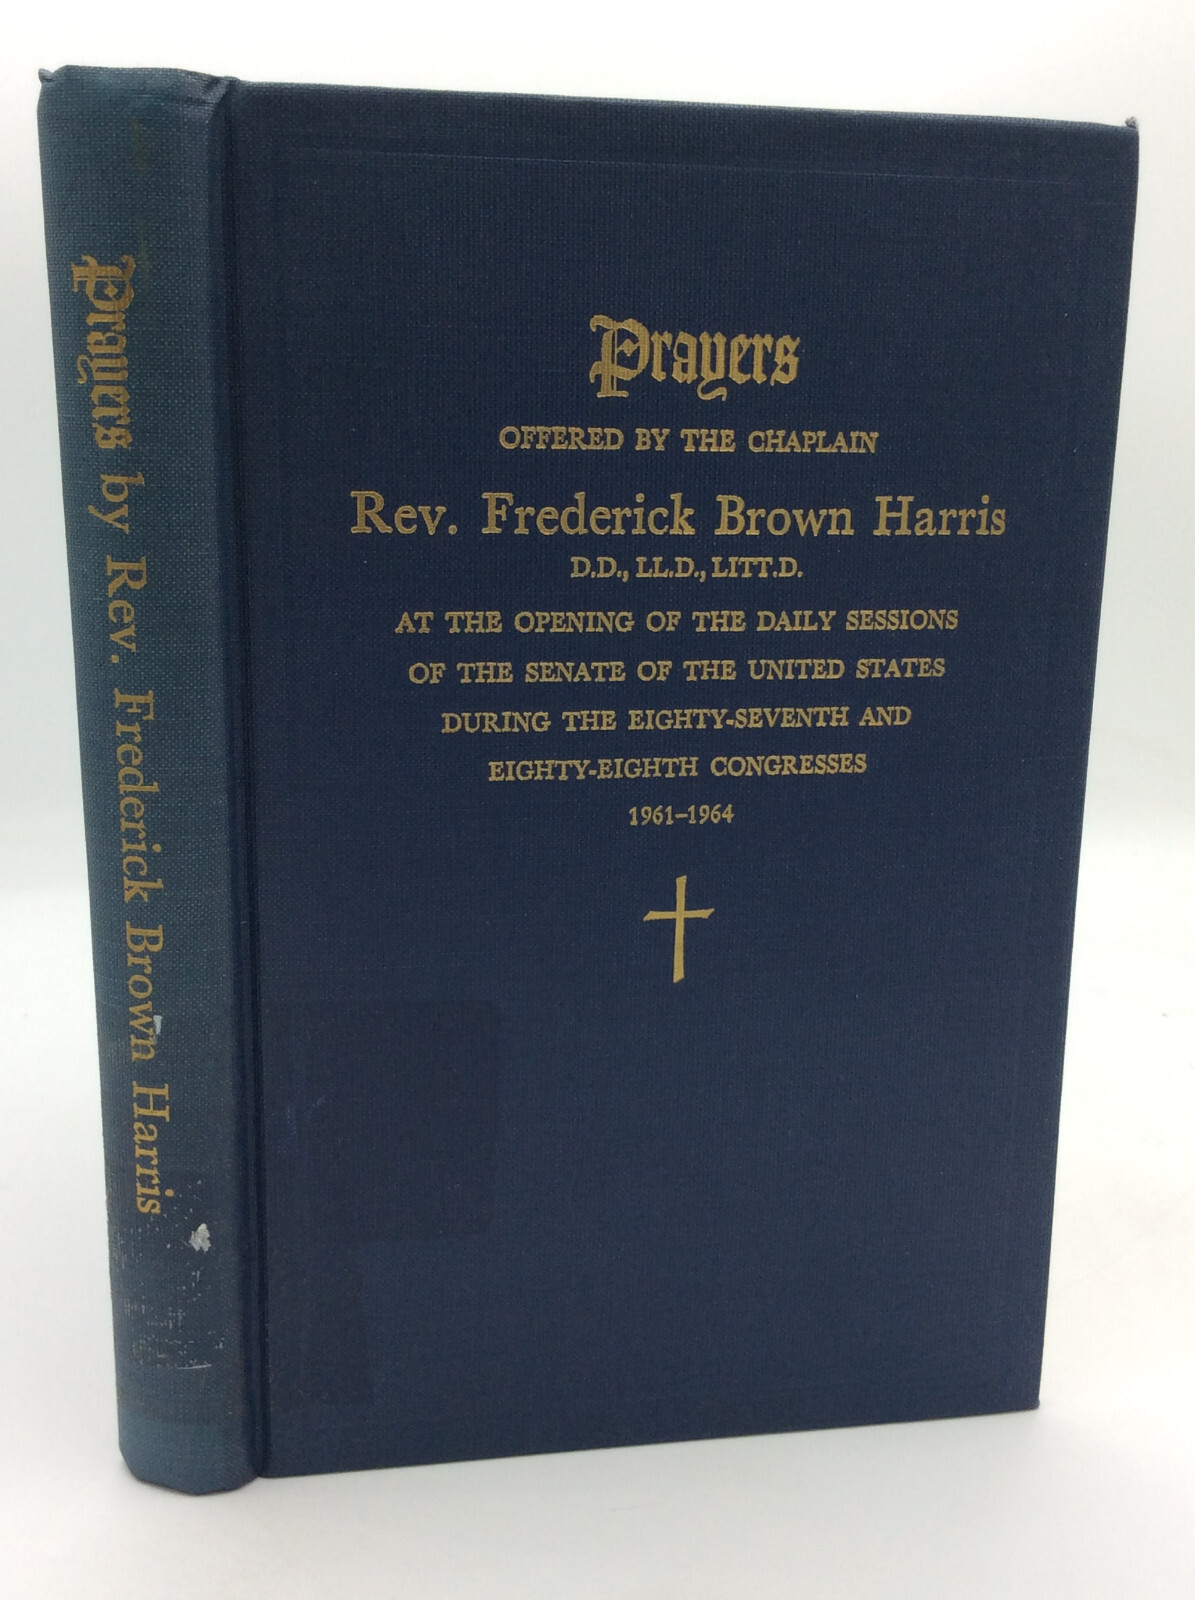 Prayers by Rev. Frederick Brown Harris
Prayers
OFFERED BY THE CHAPLAIN
Rev. Frederick Brown Harris
D.D., LL.D., LITT.D.
AT THE OPENING OF THE DAILY SESSIONS
OF THE SENATE OF THE UNITED STATES
DURING THE EIGHTY-SEVENTH AND
EIGHTY-EIGHTH CONGRESSES
1961–1964